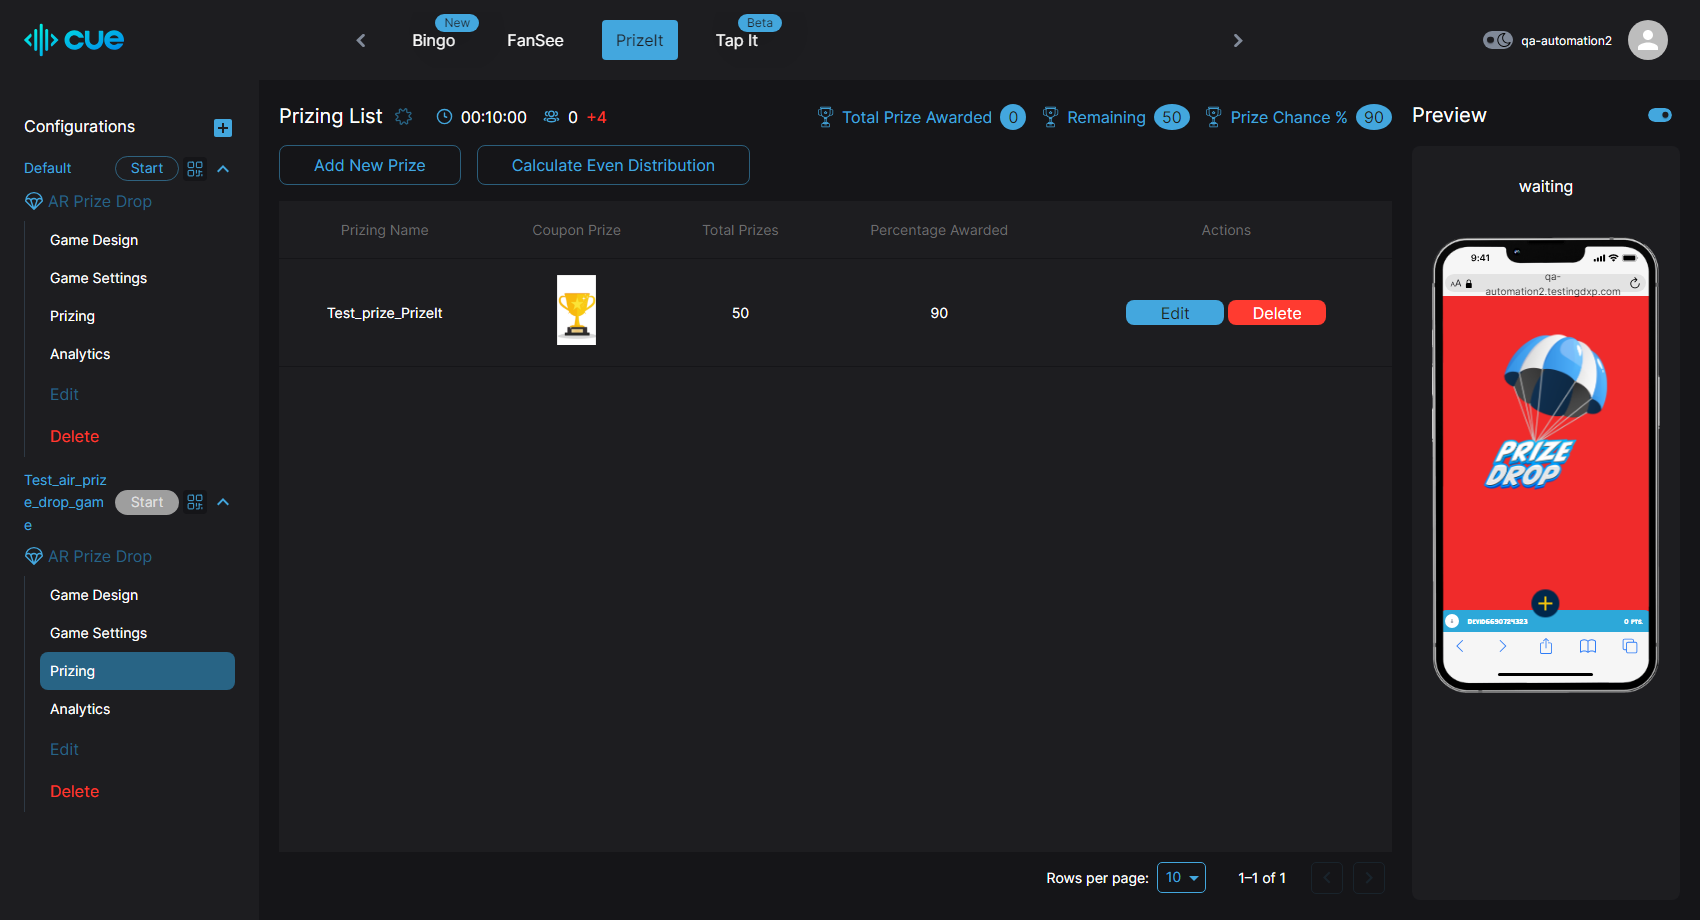 cue
New
Bingo
FanSee
PrizeIt
Beta
Tap It
qa-automation2
Configurations
Default
Start
AR Prize Drop
Game Design
Game Settings
Prizing
Analytics
Edit
Delete
Test_air_priz
e_drop_gam
e
Start
AR Prize Drop
Game Design
Game Settings
Prizing
Analytics
Edit
Delete
Prizing List
00:10:00
0 +4
Total Prize Awarded 0
Remaining 50
Prize Chance % 90
Add New Prize
Calculate Even Distribution
Prizing Name Coupon Prize Total Prizes Percentage Awarded Actions
Test_prize_PrizeIt 50 90 Edit Delete
Rows per page: 10 1–1 of 1
Preview
waiting
9:41
AA
qa-
automation2.testingdxp.com
PRIZE
DROP
0 PTS.